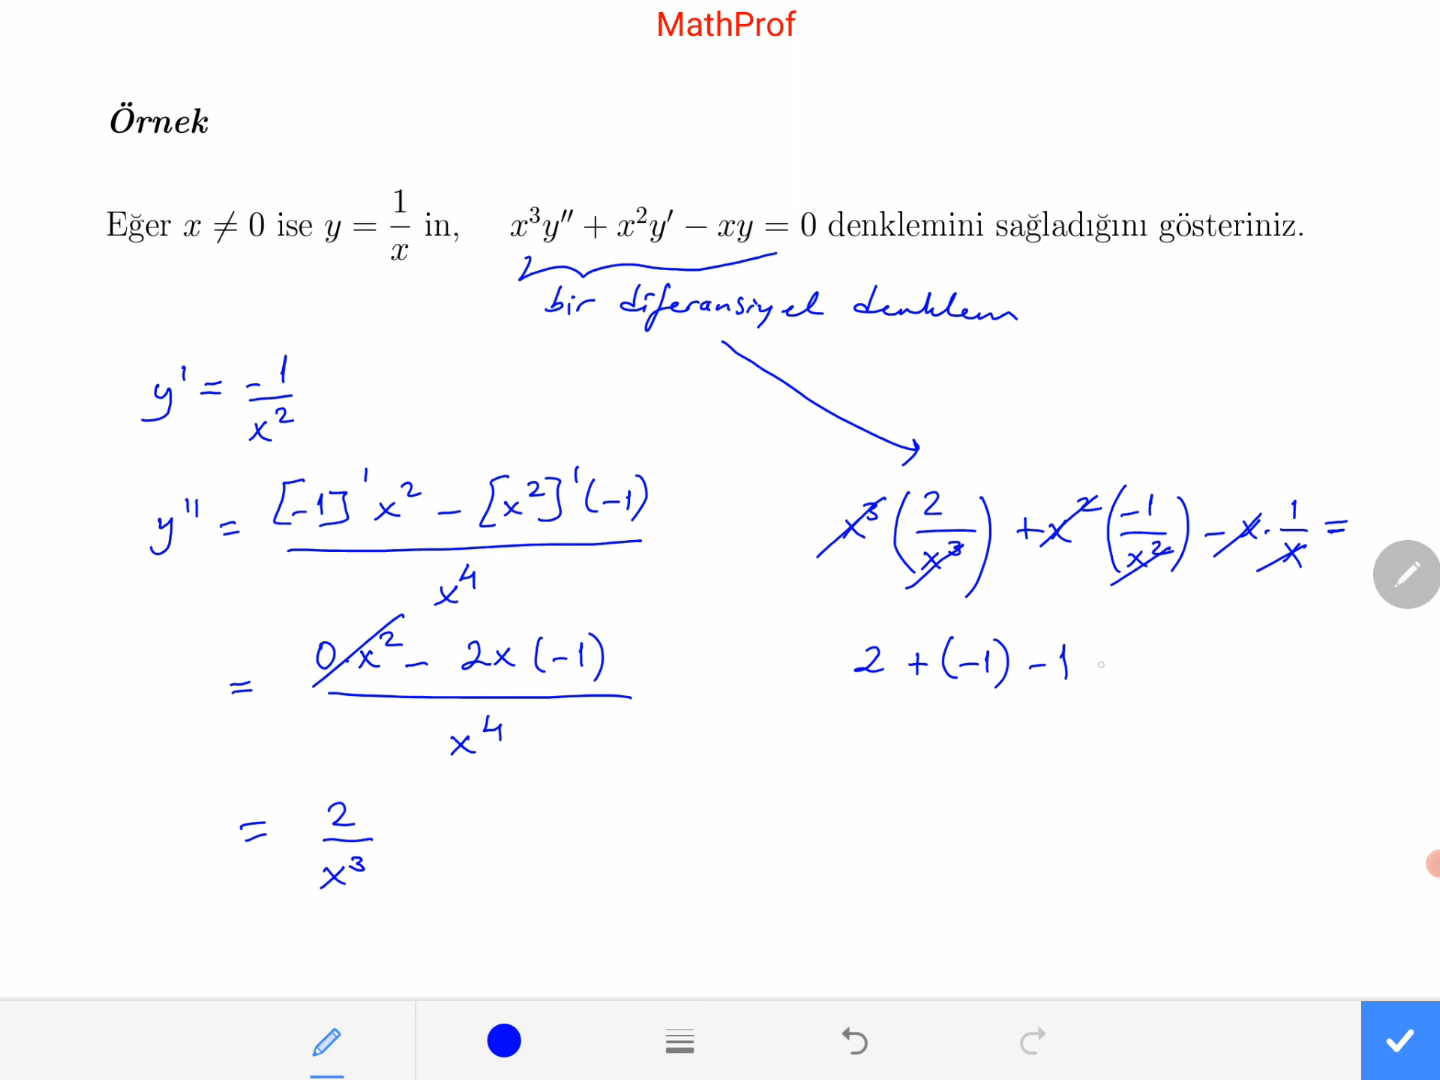 MathProf
Örnek
Eğer x ≠ 0 ise y = 1/x in, x³y″ + x²y′ − xy = 0 denklemini sağladığını gösteriniz.
bir diferansiyel denklem
y' = -1/x²
y'' = ([-1]' x² - [x²]' (-1))/x⁴
x³(2/x³) + x²(-1/x²) - x · 1/x =
= (0·x² - 2x(-1))/x⁴
2 + (-1) - 1
= 2/x³